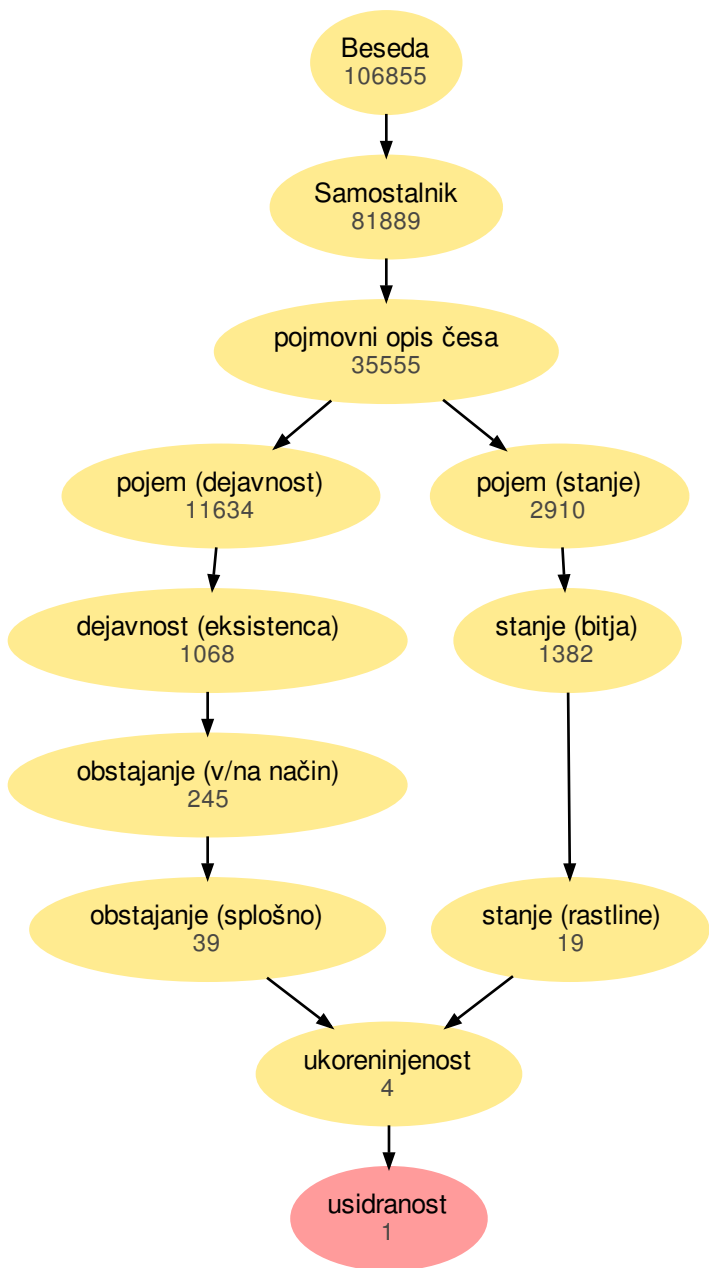 Beseda
106855
Samostalnik
81889
pojmovni opis česa
35555
pojem (dejavnost)
11634
pojem (stanje)
2910
dejavnost (eksistenca)
1068
stanje (bitja)
1382
obstajanje (v/na način)
245
obstajanje (splošno)
39
stanje (rastline)
19
ukoreninjenost
4
usidranost
1